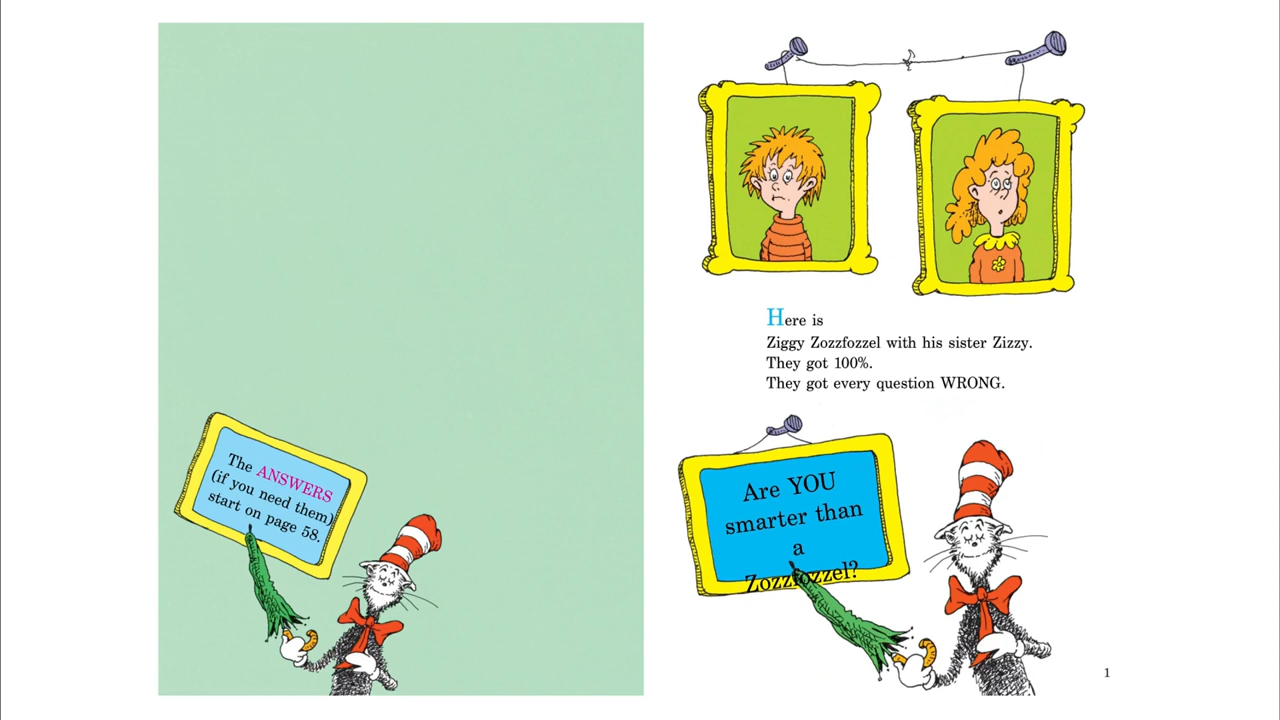 The ANSWERS
(if you need them)
start on page 58.
Here is
Ziggy Zozzfozzel with his sister Zizzy.
They got 100%.
They got every question WRONG.
Are YOU
smarter than
a
Zozzfozzel?
1